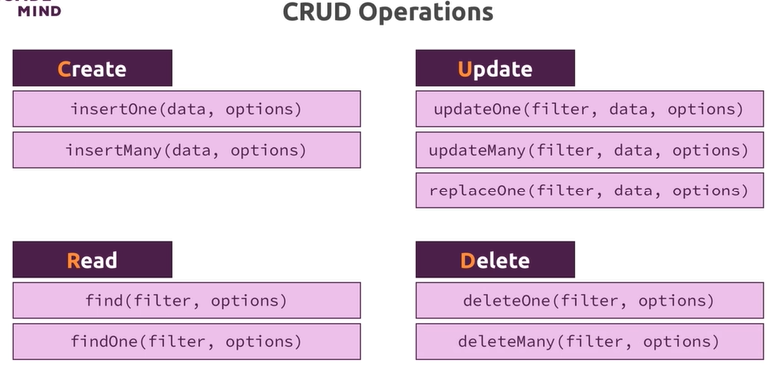 MIND
CRUD Operations
Create
insertOne(data, options)
insertMany(data, options)
Update
updateOne(filter, data, options)
updateMany(filter, data, options)
replaceOne(filter, data, options)
Read
find(filter, options)
findOne(filter, options)
Delete
deleteOne(filter, options)
deleteMany(filter, options)